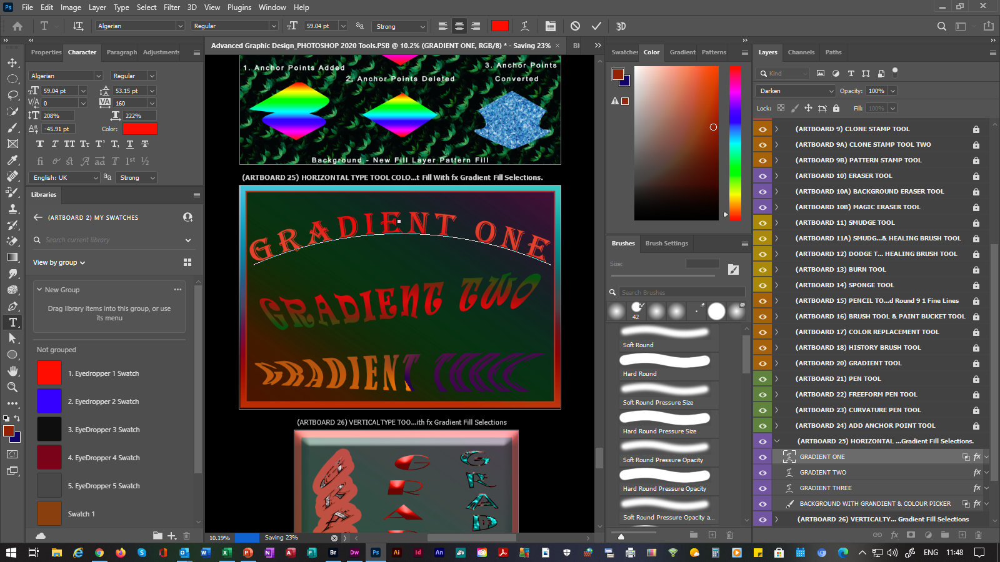 File Edit Image Layer Type Select Filter 3D View Plugins Window Help
Algerian Regular 59.04 pt Strong 3D
Advanced Graphic Design_PHOTOSHOP 2020 Tools.PSB @ 10.2% (GRADIENT ONE, RGB/8) * - Saving 23%
Properties Character Paragraph Adjustments
Algerian Regular
59.04 pt 53.15 pt
0 160
208% 222%
-45.91 pt Color:
English: UK Strong
Libraries
(ARTBOARD 2) MY SWATCHES
Search current library
View by group
New Group
Drag library items into this group, or use
its menu
Not grouped
1. Eyedropper 1 Swatch
2. Eyedropper 2 Swatch
3. EyeDropper 3 Swatch
4. EyeDropper 4 Swatch
5. EyeDropper 5 Swatch
Swatch 1
1. Anchor Points Added
2. Anchor Points Deleted
3. Anchor Points
Converted
Background - New Fill Layer Pattern Fill
(ARTBOARD 25) HORIZONTAL TYPE TOOL COLO...t Fill With fx Gradient Fill Selections.
GRADIENT ONE
GRADIENT TWO
GRADIENT THREE
(ARTBOARD 26) VERTICALTYPE TOO...ith fx Gradient Fill Selections
10.19% Saving 23%
Swatches Color Gradients Patterns
Brushes Brush Settings
Size:
Search Brushes
42
Soft Round
Hard Round
Soft Round Pressure Size
Hard Round Pressure Size
Soft Round Pressure Opacity
Hard Round Pressure Opacity
Soft Round Pressure Opacity a...
Layers Channels Paths
Kind
Darken Opacity: 100%
Lock: Fill: 100%
(ARTBOARD 9) CLONE STAMP TOOL
(ARTBOARD 9A) CLONE STAMP TOOL TWO
(ARTBOARD 9B) PATTERN STAMP TOOL
(ARTBOARD 10) ERASER TOOL
(ARTBOARD 10A) BACKGROUND ERASER TOOL
(ARTBOARD 10B) MAGIC ERASER TOOL
(ARTBOARD 11) SMUDGE TOOL
(ARTBOARD 11A) SMUDG...& HEALING BRUSH TOOL
(ARTBOARD 12) DODGE T... HEALING BRUSH TOOL
(ARTBOARD 13) BURN TOOL
(ARTBOARD 14) SPONGE TOOL
(ARTBOARD 15) PENCIL TO...d Round 9 1 Fine Lines
(ARTBOARD 16) BRUSH TOOL & PAINT BUCKET TOOL
(ARTBOARD 17) COLOR REPLACEMENT TOOL
(ARTBOARD 18) HISTORY BRUSH TOOL
(ARTBOARD 20) GRADIENT TOOL
(ARTBOARD 21) PEN TOOL
(ARTBOARD 22) FREEFORM PEN TOOL
(ARTBOARD 23) CURVATURE PEN TOOL
(ARTBOARD 24) ADD ANCHOR POINT TOOL
(ARTBOARD 25) HORIZONTAL ...Gradient Fill Selections.
GRADIENT ONE
GRADIENT TWO
GRADIENT THREE
BACKGROUND WITH GRANDIENT & COLOUR PICKER
(ARTBOARD 26) VERTICALTY... Gradient Fill Selections
ENG 11:48